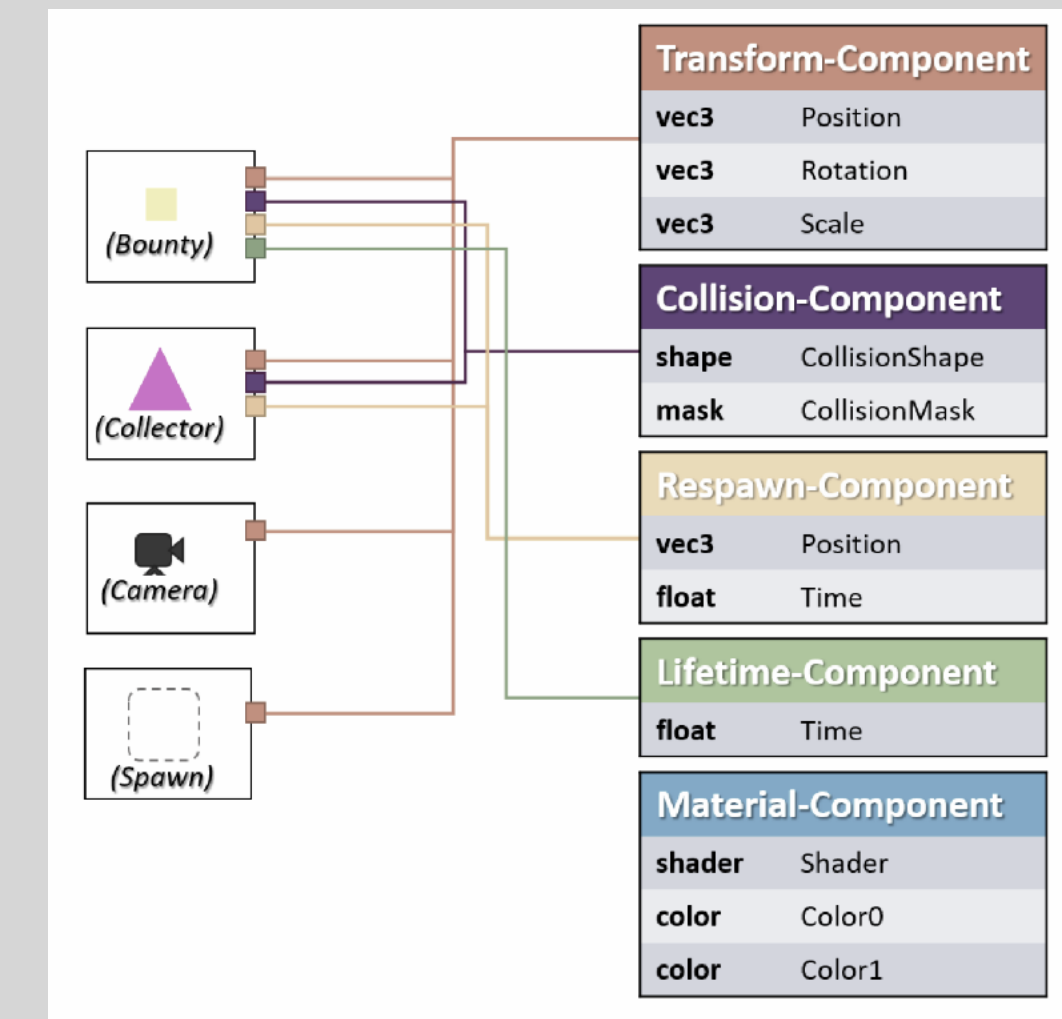 (Bounty)
(Collector)
(Camera)
(Spawn)
Transform-Component
vec3 Position
vec3 Rotation
vec3 Scale
Collision-Component
shape CollisionShape
mask CollisionMask
Respawn-Component
vec3 Position
float Time
Lifetime-Component
float Time
Material-Component
shader Shader
color Color0
color Color1